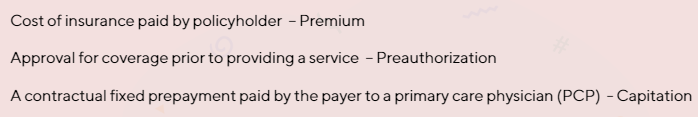 Cost of insurance paid by policyholder – Premium
Approval for coverage prior to providing a service – Preauthorization
A contractual fixed prepayment paid by the payer to a primary care physician (PCP) – Capitation